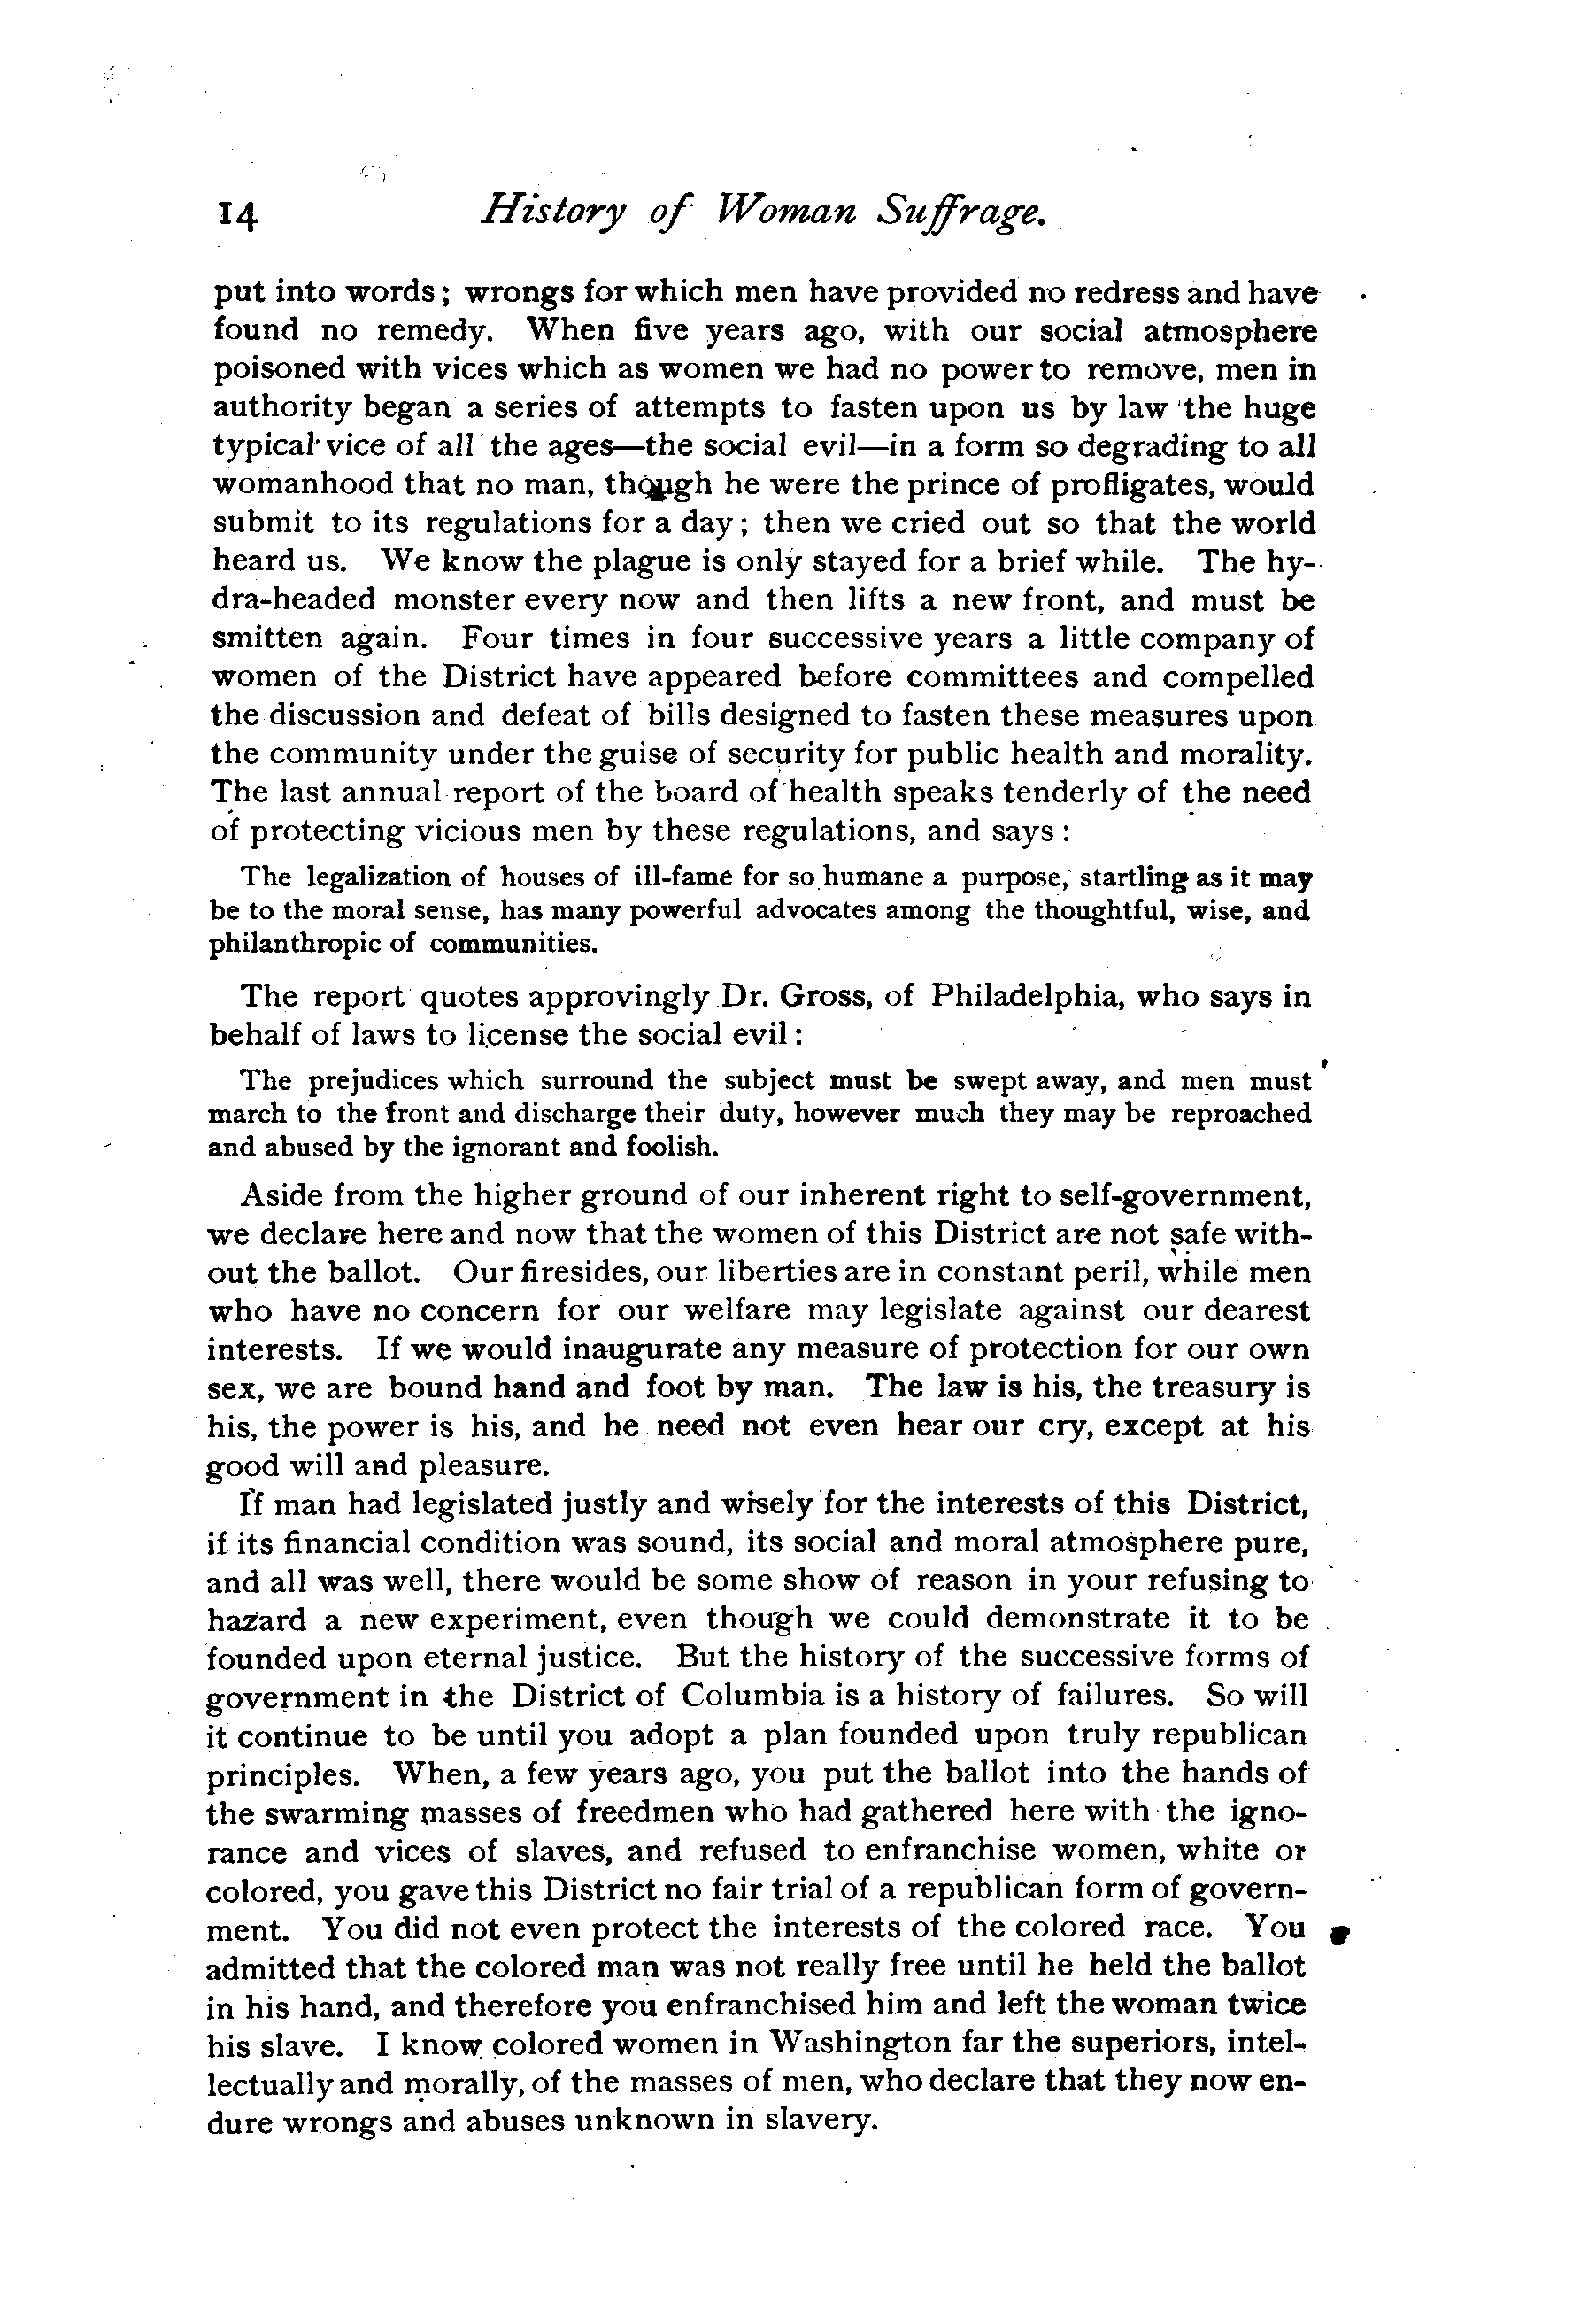 14 History of Woman Suffrage.
put into words; wrongs for which men have provided no redress and have
found no remedy. When five years ago, with our social atmosphere
poisoned with vices which as women we had no power to remove, men in
authority began a series of attempts to fasten upon us by law the huge
typical vice of all the ages—the social evil—in a form so degrading to all
womanhood that no man, though he were the prince of profligates, would
submit to its regulations for a day; then we cried out so that the world
heard us. We know the plague is only stayed for a brief while. The hy-
dra-headed monster every now and then lifts a new front, and must be
smitten again. Four times in four successive years a little company of
women of the District have appeared before committees and compelled
the discussion and defeat of bills designed to fasten these measures upon
the community under the guise of security for public health and morality.
The last annual report of the board of health speaks tenderly of the need
of protecting vicious men by these regulations, and says:
The legalization of houses of ill-fame for so humane a purpose, startling as it may
be to the moral sense, has many powerful advocates among the thoughtful, wise, and
philanthropic of communities.
The report quotes approvingly Dr. Gross, of Philadelphia, who says in
behalf of laws to license the social evil:
The prejudices which surround the subject must be swept away, and men must
march to the front and discharge their duty, however much they may be reproached
and abused by the ignorant and foolish.
Aside from the higher ground of our inherent right to self-government,
we declare here and now that the women of this District are not safe with-
out the ballot. Our firesides, our liberties are in constant peril, while men
who have no concern for our welfare may legislate against our dearest
interests. If we would inaugurate any measure of protection for our own
sex, we are bound hand and foot by man. The law is his, the treasury is
his, the power is his, and he need not even hear our cry, except at his
good will and pleasure.
If man had legislated justly and wisely for the interests of this District,
if its financial condition was sound, its social and moral atmosphere pure,
and all was well, there would be some show of reason in your refusing to
hazard a new experiment, even though we could demonstrate it to be
founded upon eternal justice. But the history of the successive forms of
government in the District of Columbia is a history of failures. So will
it continue to be until you adopt a plan founded upon truly republican
principles. When, a few years ago, you put the ballot into the hands of
the swarming masses of freedmen who had gathered here with the igno-
rance and vices of slaves, and refused to enfranchise women, white or
colored, you gave this District no fair trial of a republican form of govern-
ment. You did not even protect the interests of the colored race. You
admitted that the colored man was not really free until he held the ballot
in his hand, and therefore you enfranchised him and left the woman twice
his slave. I know colored women in Washington far the superiors, intel-
lectually and morally, of the masses of men, who declare that they now en-
dure wrongs and abuses unknown in slavery.